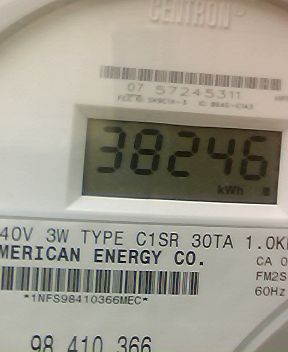 CENTRON®
07 57245311
38246
kWh
40V 3W TYPE C1SR 30TA 1.0K
MERICAN ENERGY CO.
CA 0
FM2S
*1NFS98410366MEC*
60Hz
98 410 366